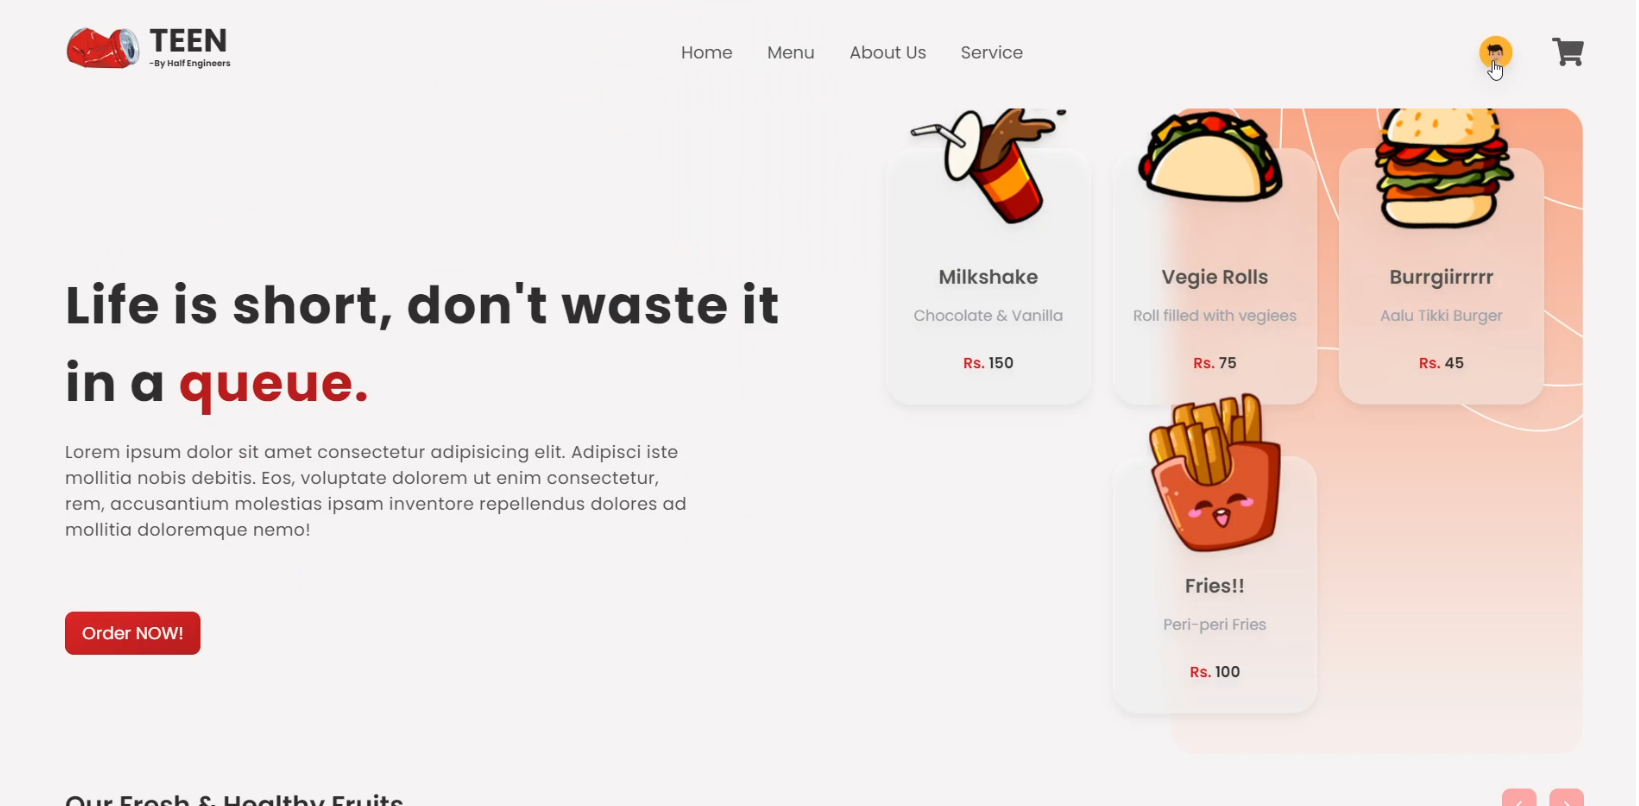 TEEN
-By Half Engineers
Home
Menu
About Us
Service
Life is short, don't waste it
in a queue.
Lorem ipsum dolor sit amet consectetur adipisicing elit. Adipisci iste
mollitia nobis debitis. Eos, voluptate dolorem ut enim consectetur,
rem, accusantium molestias ipsam inventore repellendus dolores ad
mollitia doloremque nemo!
Order NOW!
Milkshake
Chocolate & Vanilla
Rs. 150
Vegie Rolls
Roll filled with vegiees
Rs. 75
Burrgiirrrrr
Aalu Tikki Burger
Rs. 45
Fries!!
Peri-peri Fries
Rs. 100
Our Fresh & Healthy Fruits